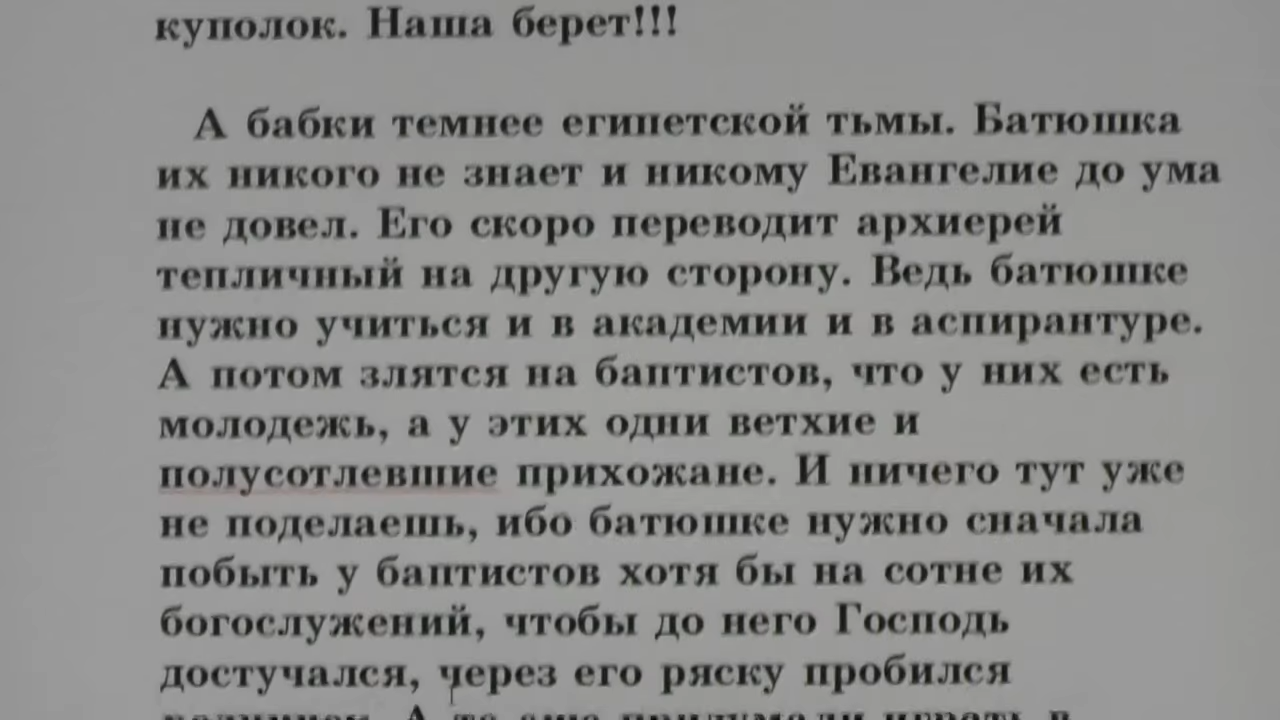 куполок. Наша берет!!!
А бабки темнее египетской тьмы. Батюшка
их никого не знает и никому Евангелие до ума
не довел. Его скоро переводит архиерей
тепличный на другую сторону. Ведь батюшке
нужно учиться и в академии и в аспирантуре.
А потом злятся на баптистов, что у них есть
молодежь, а у этих одни ветхие и
полусотлевшие прихожане. И ничего тут уже
не поделаешь, ибо батюшке нужно сначала
побыть у баптистов хотя бы на сотне их
богослужений, чтобы до него Господь
достучался, через его ряску пробился